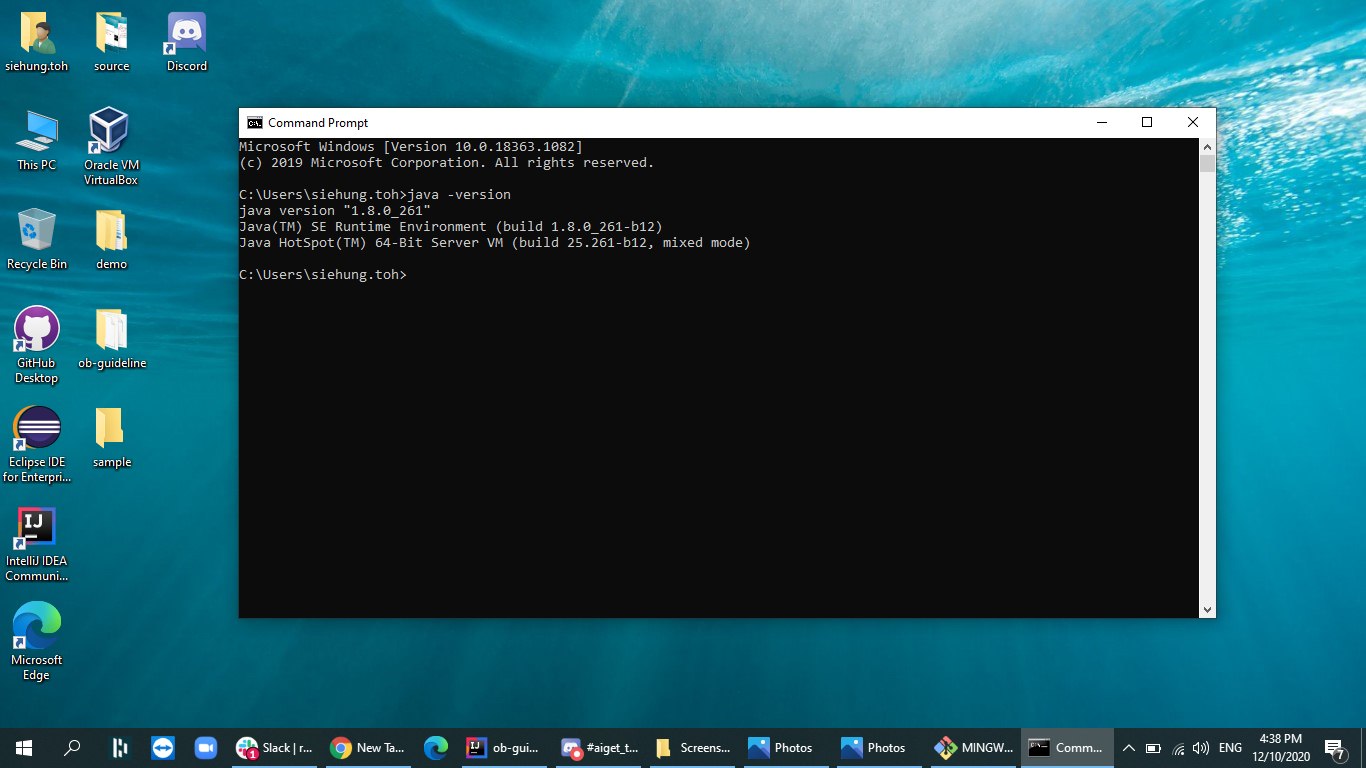 siehung.toh
source
Discord
This PC
Oracle VM
VirtualBox
Recycle Bin
demo
GitHub
Desktop
ob-guideline
Eclipse IDE
for Enterpri...
sample
IJ
IntelliJ IDEA
Communi...
Microsoft
Edge
C:\.
Command Prompt
Microsoft Windows [Version 10.0.18363.1082]
(c) 2019 Microsoft Corporation. All rights reserved.
C:\Users\siehung.toh>java -version
java version "1.8.0_261"
Java(TM) SE Runtime Environment (build 1.8.0_261-b12)
Java HotSpot(TM) 64-Bit Server VM (build 25.261-b12, mixed mode)
C:\Users\siehung.toh>
1
Slack | r...
New Ta...
IJ
ob-gui...
#aiget_t...
Screens...
Photos
Photos
MINGW...
Comm...
ENG
4:38 PM
12/10/2020
7